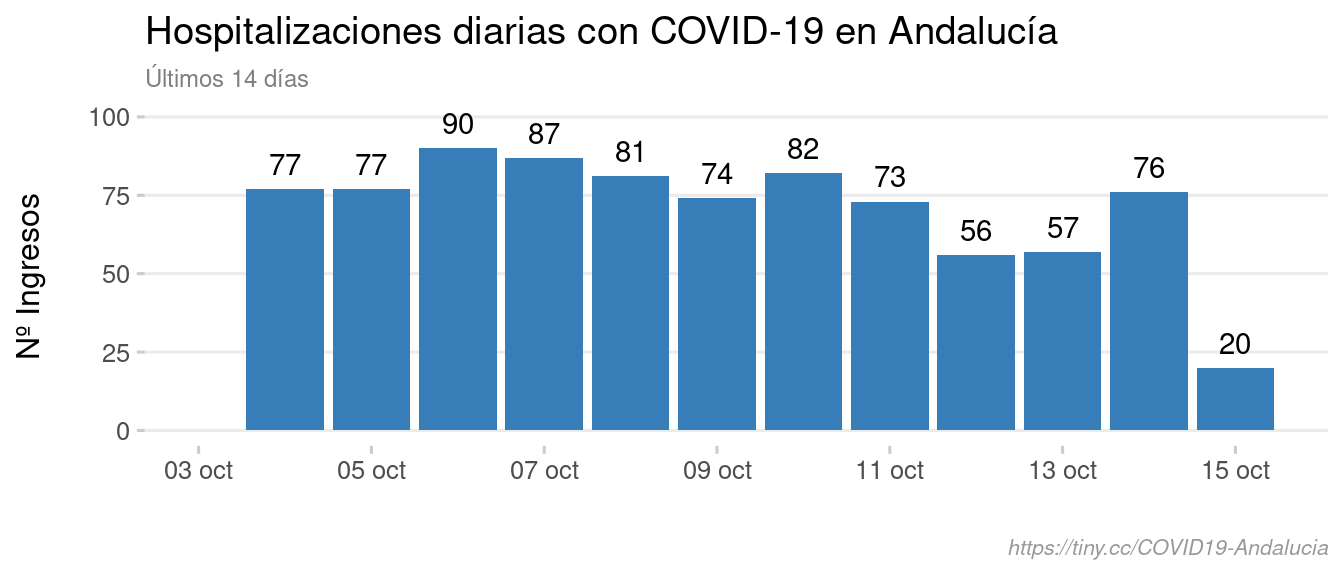 Hospitalizaciones diarias con COVID-19 en Andalucía
Últimos 14 días
Nº Ingresos
100
75
50
25
0
77
77
90
87
81
74
82
73
56
57
76
20
03 oct
05 oct
07 oct
09 oct
11 oct
13 oct
15 oct
https://tiny.cc/COVID19-Andalucia